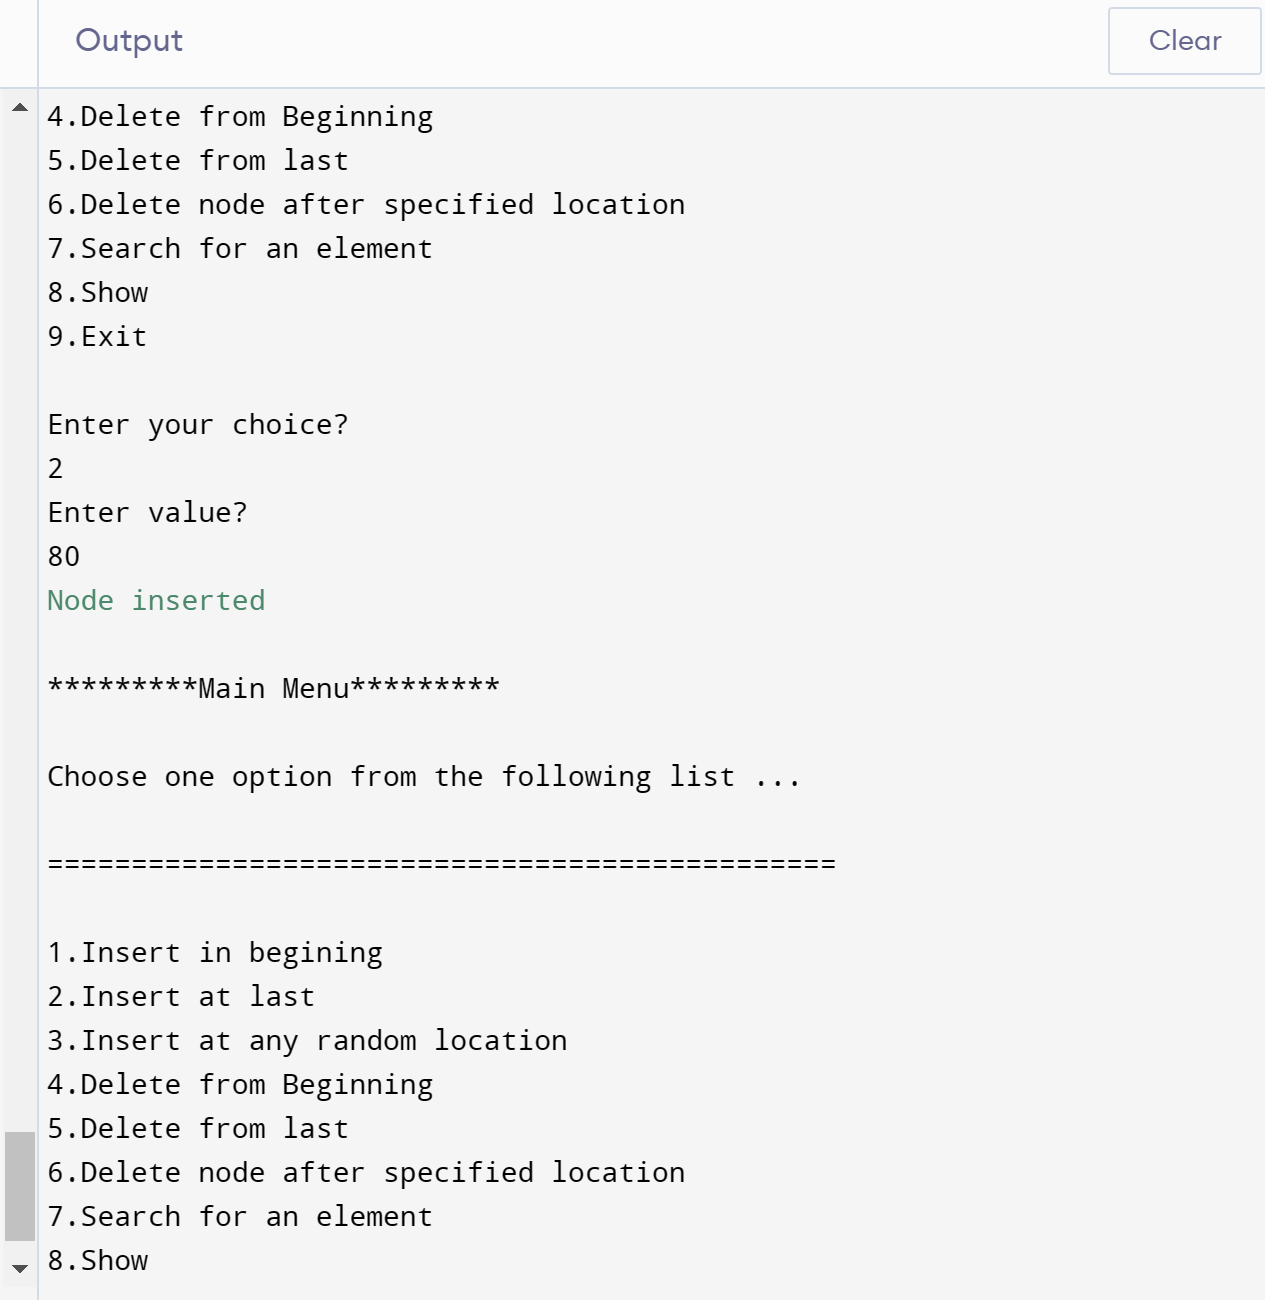 Output
Clear
4.Delete from Beginning
5.Delete from last
6.Delete node after specified location
7.Search for an element
8.Show
9.Exit
Enter your choice?
2
Enter value?
80
Node inserted
*********Main Menu*********
Choose one option from the following list ...
===============================================
1.Insert in begining
2.Insert at last
3.Insert at any random location
4.Delete from Beginning
5.Delete from last
6.Delete node after specified location
7.Search for an element
8.Show